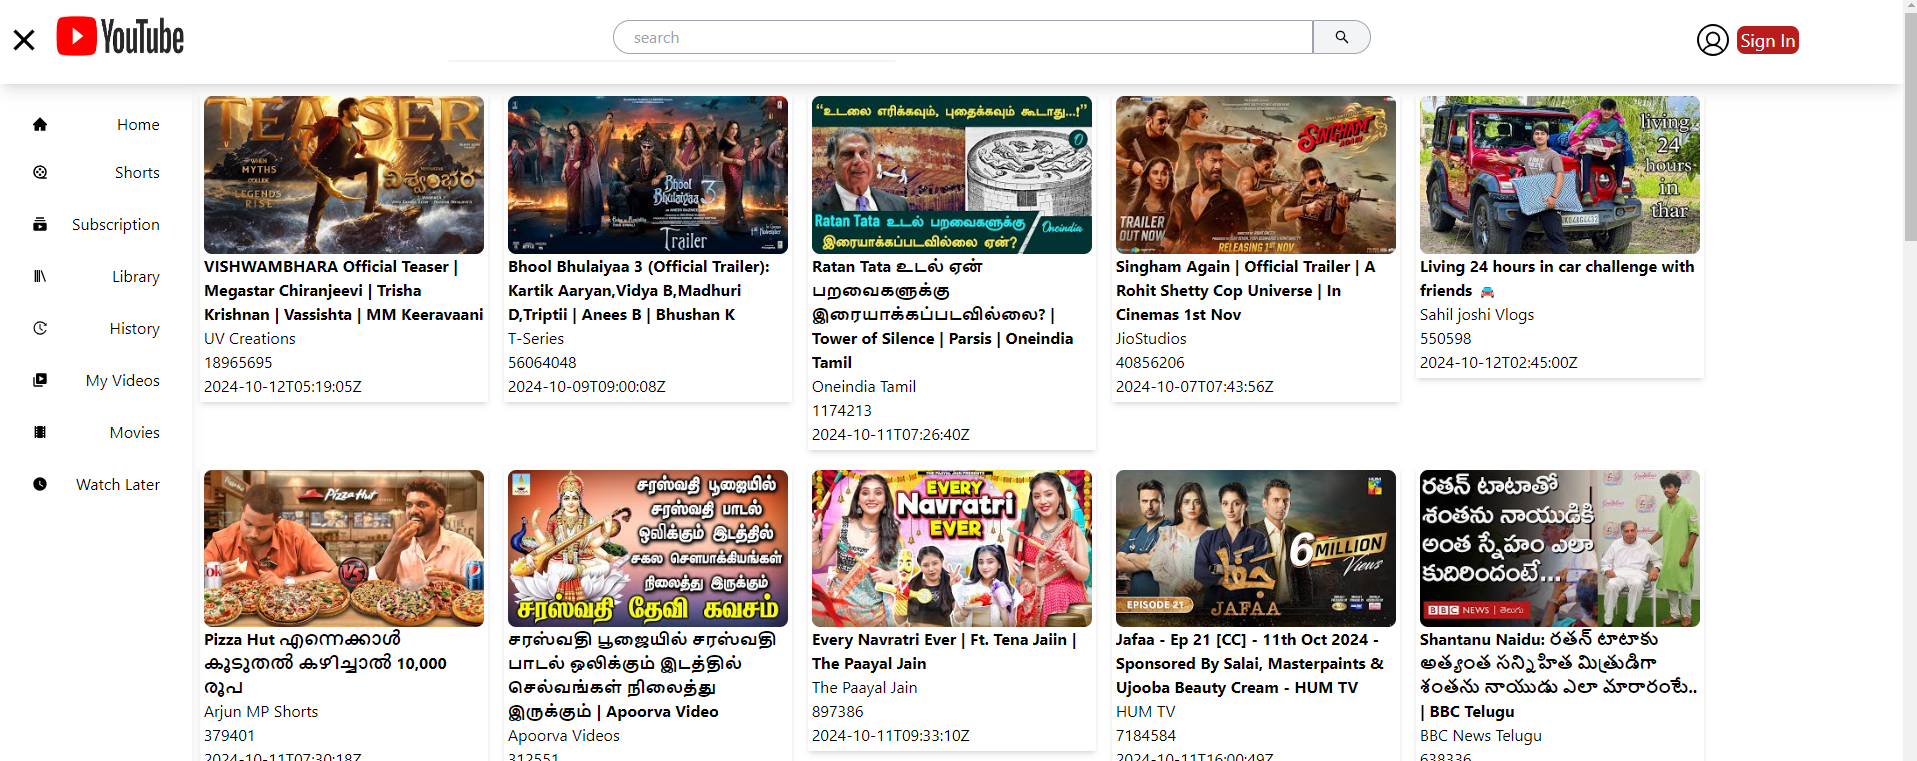 YouTube
search
Sign In
Home
Shorts
Subscription
Library
History
My Videos
Movies
Watch Later
TEASER
WHEN
MYTHS
COLLIDE
LEGENDS
RISE
విశ్వంభర
VISHWAMBHARA Official Teaser |
Megastar Chiranjeevi | Trisha
Krishnan | Vassishta | MM Keeravaani
UV Creations
18965695
2024-10-12T05:19:05Z
Bhool
Bhulaiyaa 3
Trailer
Bhool Bhulaiyaa 3 (Official Trailer):
Kartik Aaryan,Vidya B,Madhuri
D,Triptii | Anees B | Bhushan K
T-Series
56064048
2024-10-09T09:00:08Z
“உடலை எரிக்கவும், புதைக்கவும் கூடாது...!”
Ratan Tata உடல் பறவைகளுக்கு
இரையாக்கப்படவில்லை ஏன்?
Oneindia
Ratan Tata உடல் ஏன்
பறவைகளுக்கு
இரையாக்கப்படவில்லை? |
Tower of Silence | Parsis | Oneindia
Tamil
Oneindia Tamil
1174213
2024-10-11T07:26:40Z
SINGHAM
AGAIN
TRAILER
OUT NOW
RELEASING 1ST NOV
Singham Again | Official Trailer | A
Rohit Shetty Cop Universe | In
Cinemas 1st Nov
JioStudios
40856206
2024-10-07T07:43:56Z
living
24
hours
in
thar
Living 24 hours in car challenge with
friends 🚘
Sahil joshi Vlogs
550598
2024-10-12T02:45:00Z
Pizza Hut
VS
Pizza Hut എന്നെക്കാൾ
കൂടുതൽ കഴിച്ചാൽ 10,000
രൂപ
Arjun MP Shorts
379401
2024-10-11T07:30:18Z
சரஸ்வதி பூஜையில்
சரஸ்வதி பாடல்
ஒலிக்கும் இடத்தில்
சகல சௌபாக்கியங்கள்
நிலைத்து இருக்கும்
சரஸ்வதி தேவி கவசம்
சரஸ்வதி பூஜையில் சரஸ்வதி
பாடல் ஒலிக்கும் இடத்தில்
செல்வங்கள் நிலைத்து
இருக்கும் | Apoorva Video
Apoorva Videos
312551
EVERY
Navratri
EVER
Every Navratri Ever | Ft. Tena Jaiin |
The Paayal Jain
The Paayal Jain
897386
2024-10-11T09:33:10Z
HUM
6 MILLION
Views
جفا
EPISODE 21
JAFAA
Jafaa - Ep 21 [CC] - 11th Oct 2024 -
Sponsored By Salai, Masterpaints &
Ujooba Beauty Cream - HUM TV
HUM TV
7184584
2024-10-11T16:00:49Z
రతన్ టాటాతో
శంతను నాయుడికి
అంత స్నేహం ఎలా
కుదిరిందంటే...
BBC NEWS | తెలుగు
Shantanu Naidu: రతన్ టాటాకు
అత్యంత సన్నిహిత మిత్రుడిగా
శంతను నాయుడు ఎలా మారారంటే..
| BBC Telugu
BBC News Telugu
638336